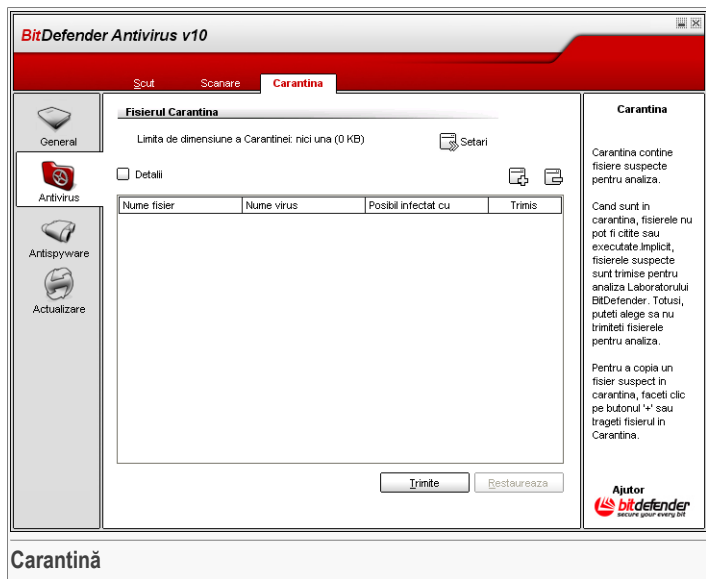 BitDefender Antivirus v10
Scut
Scanare
Carantina
General
Antivirus
Antispyware
Actualizare
Fisierul Carantina
Limita de dimensiune a Carantinei: nici una (0 KB)
Setari
Detalii
Nume fisier
Nume virus
Posibil infectat cu
Trimis
Trimite
Restaureaza
Carantina
Carantina contine
fisiere suspecte
pentru analiza.
Cand sunt in
carantina, fisierele nu
pot fi citite sau
executate.Implicit,
fisierele suspecte
sunt trimise pentru
analiza Laboratorului
BitDefender. Totusi,
puteti alege sa nu
trimiteti fisierele
pentru analiza.
Pentru a copia un
fisier suspect in
carantina, faceti clic
pe butonul '+' sau
trageti fisierul in
Carantina.
Ajutor
bitdefender
secure your every bit
Carantină